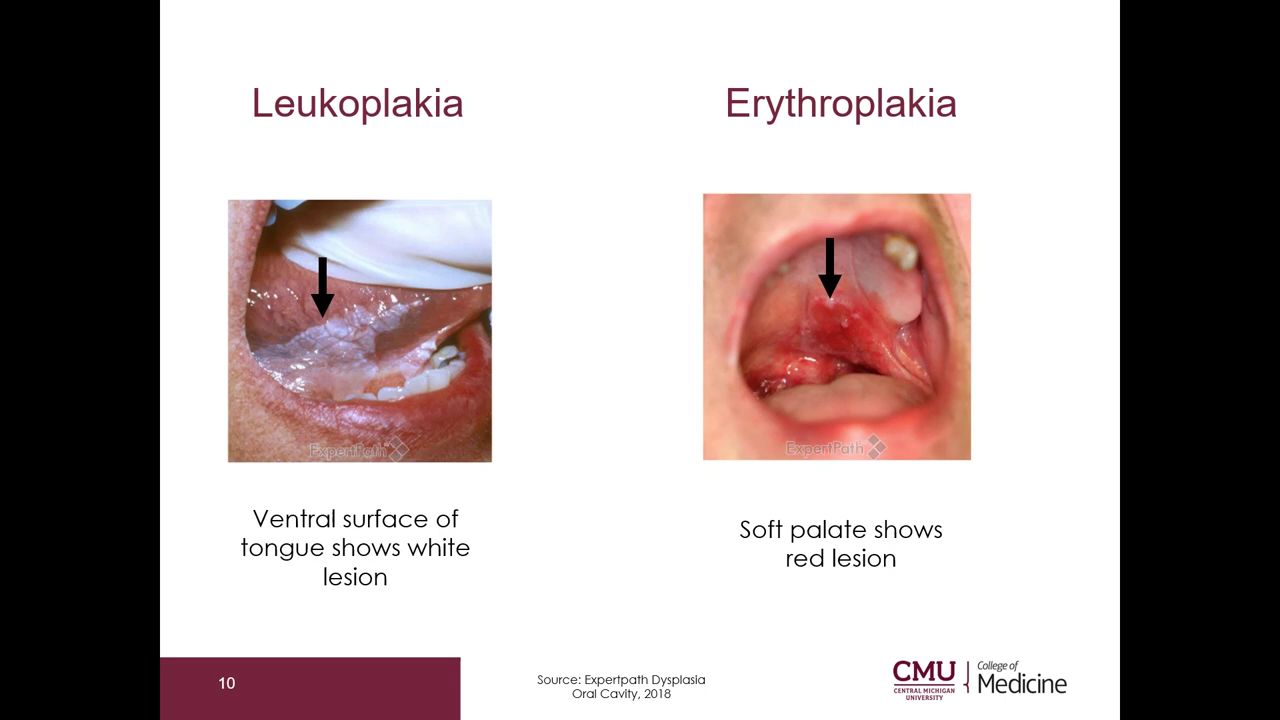 Leukoplakia
Erythroplakia
ExpertPath
ExpertPath
Ventral surface of
tongue shows white
lesion
Soft palate shows
red lesion
10
Source: Expertpath Dysplasia
Oral Cavity, 2018
CMU
CENTRAL MICHIGAN
UNIVERSITY
College of
Medicine